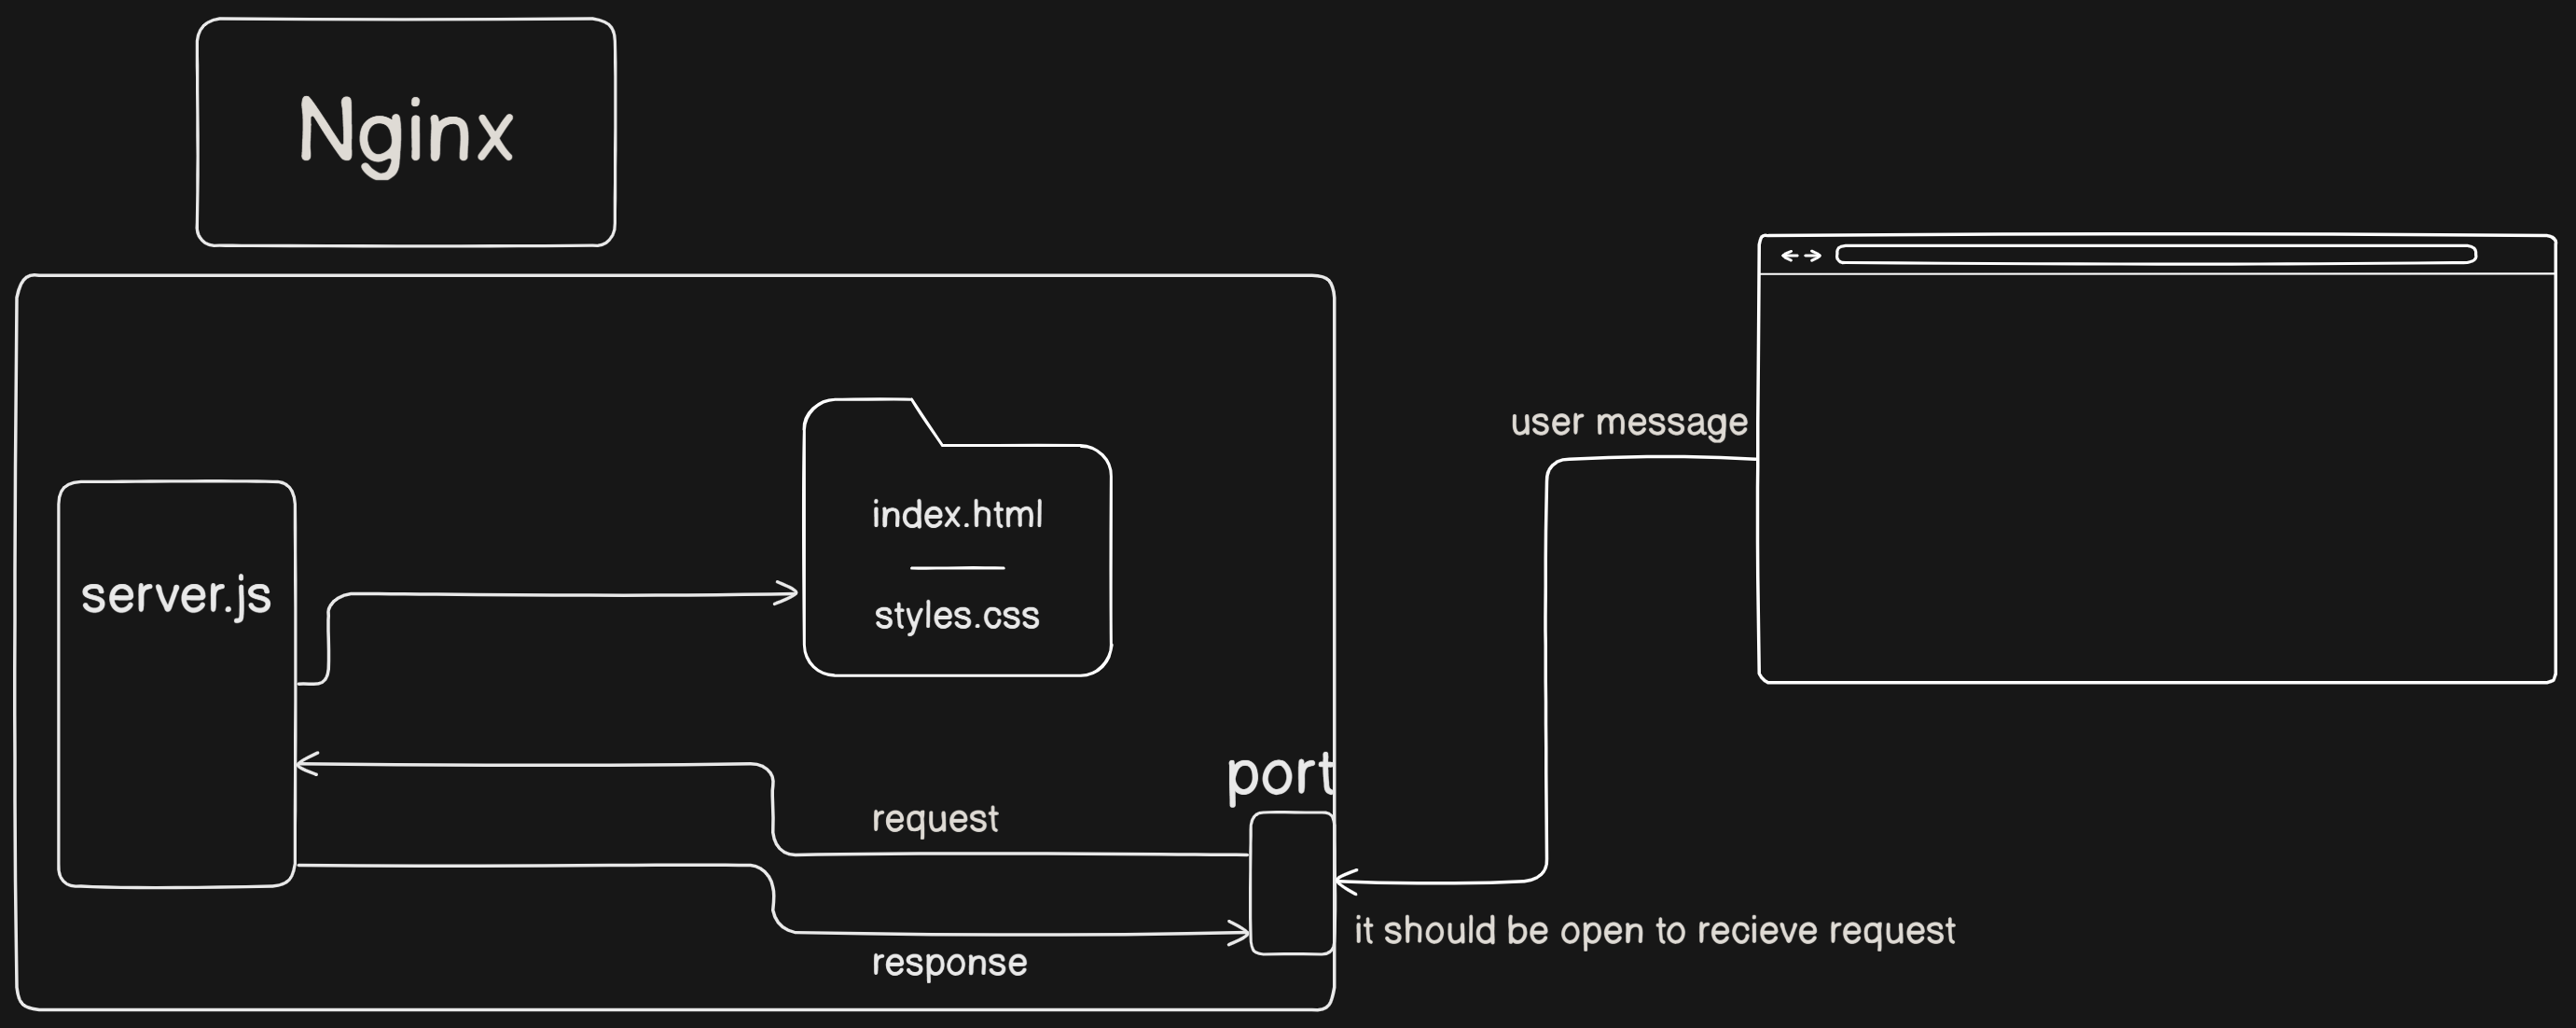 Nginx
user message
index.html
server.js
styles.css
port
request
it should be open to recieve request
response